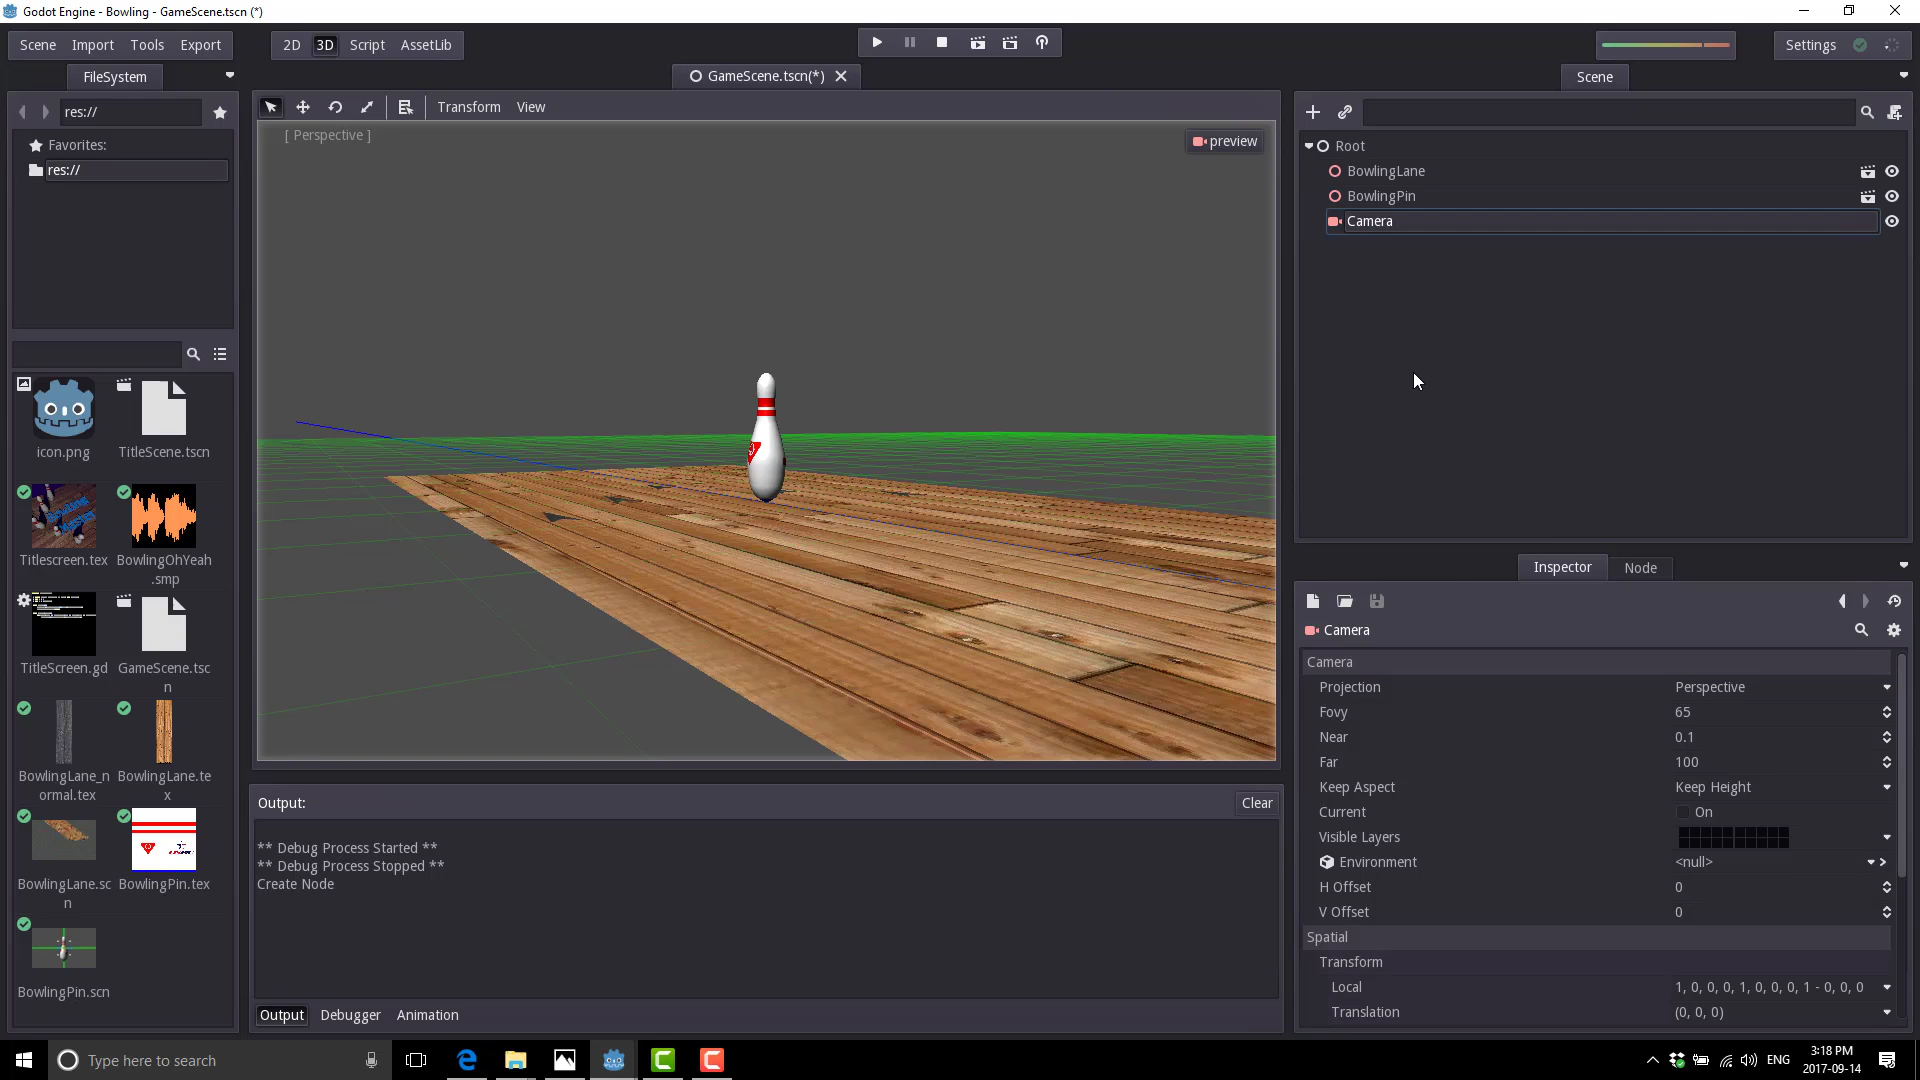 Godot Engine - Bowling - GameScene.tscn (*)
Scene Import Tools Export
2D 3D Script AssetLib
Settings
FileSystem
GameScene.tscn(*)
Scene
res://
Transform View
Favorites:
res://
[ Perspective ]
preview
Root
BowlingLane
BowlingPin
Camera
icon.png
TitleScene.tscn
Titlescreen.tex
BowlingOhYeah
.smp
TitleScreen.gd
GameScene.tsc
n
BowlingLane_n
ormal.tex
BowlingLane.te
x
BowlingLane.sc
n
BowlingPin.tex
BowlingPin.scn
Output:
Clear
** Debug Process Started **
** Debug Process Stopped **
Create Node
Output Debugger Animation
Inspector Node
Camera
Camera
Projection Perspective
Fovy 65
Near 0.1
Far 100
Keep Aspect Keep Height
Current On
Visible Layers
Environment <null>
H Offset 0
V Offset 0
Spatial
Transform
Local 1, 0, 0, 0, 1, 0, 0, 0, 1 - 0, 0, 0
Translation (0, 0, 0)
Type here to search
ENG
3:18 PM
2017-09-14